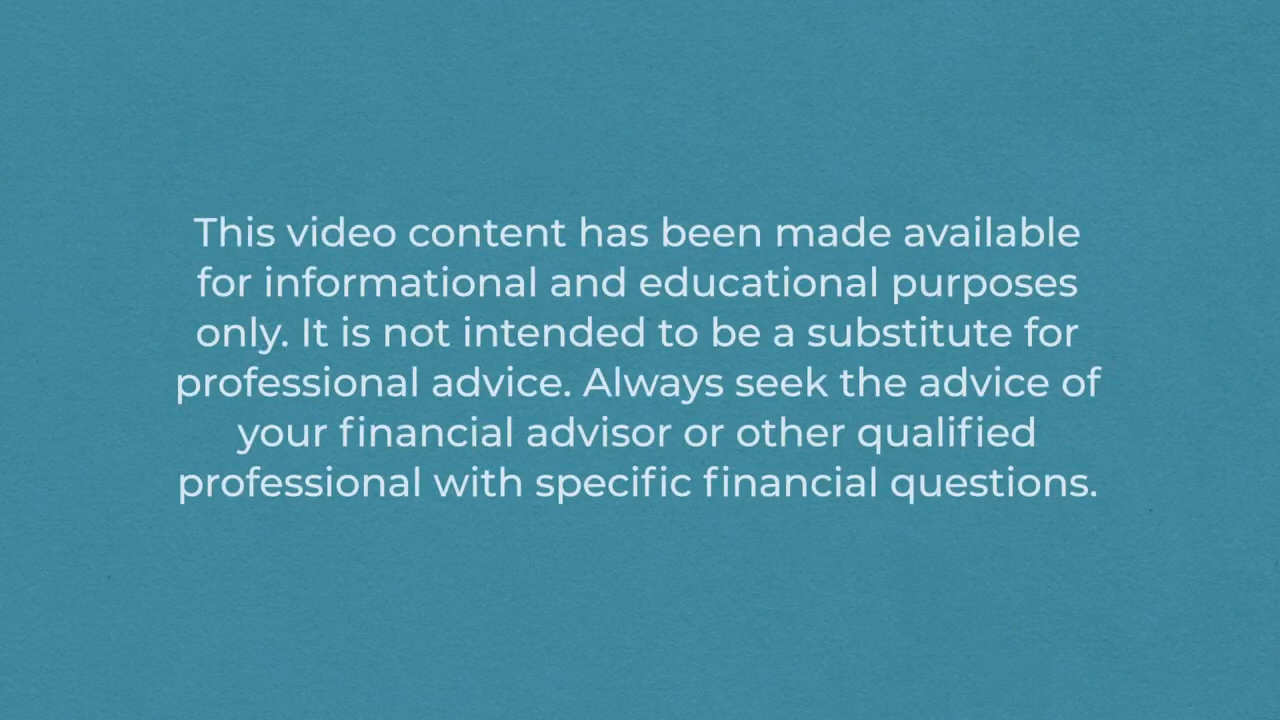 This video content has been made available
for informational and educational purposes
only. It is not intended to be a substitute for
professional advice. Always seek the advice of
your financial advisor or other qualified
professional with specific financial questions.